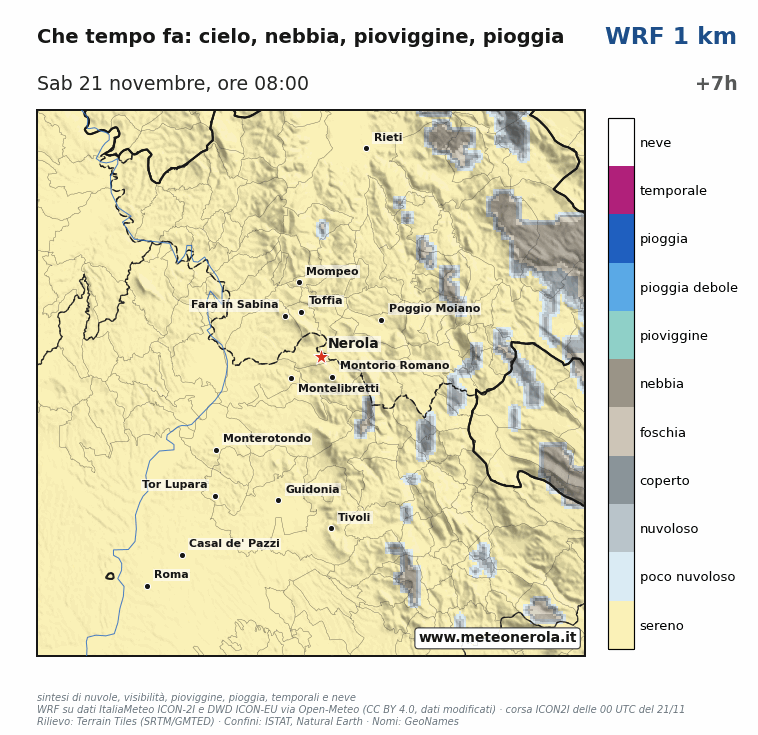 Che tempo fa: cielo, nebbia, pioviggine, pioggia
WRF 1 km
Sab 21 novembre, ore 08:00
+7h
Rieti
Mompeo
Toffia
Fara in Sabina
Poggio Moiano
Nerola
Montorio Romano
Montelibretti
Monterotondo
Tor Lupara
Guidonia
Tivoli
Casal de' Pazzi
Roma
www.meteonerola.it
neve
temporale
pioggia
pioggia debole
pioviggine
nebbia
foschia
coperto
nuvoloso
poco nuvoloso
sereno
sintesi di nuvole, visibilità, pioviggine, pioggia, temporali e neve
WRF su dati ItaliaMeteo ICON-2I e DWD ICON-EU via Open-Meteo (CC BY 4.0, dati modificati) · corsa ICON2I delle 00 UTC del 21/11
Rilievo: Terrain Tiles (SRTM/GMTED) · Confini: ISTAT, Natural Earth · Nomi: GeoNames